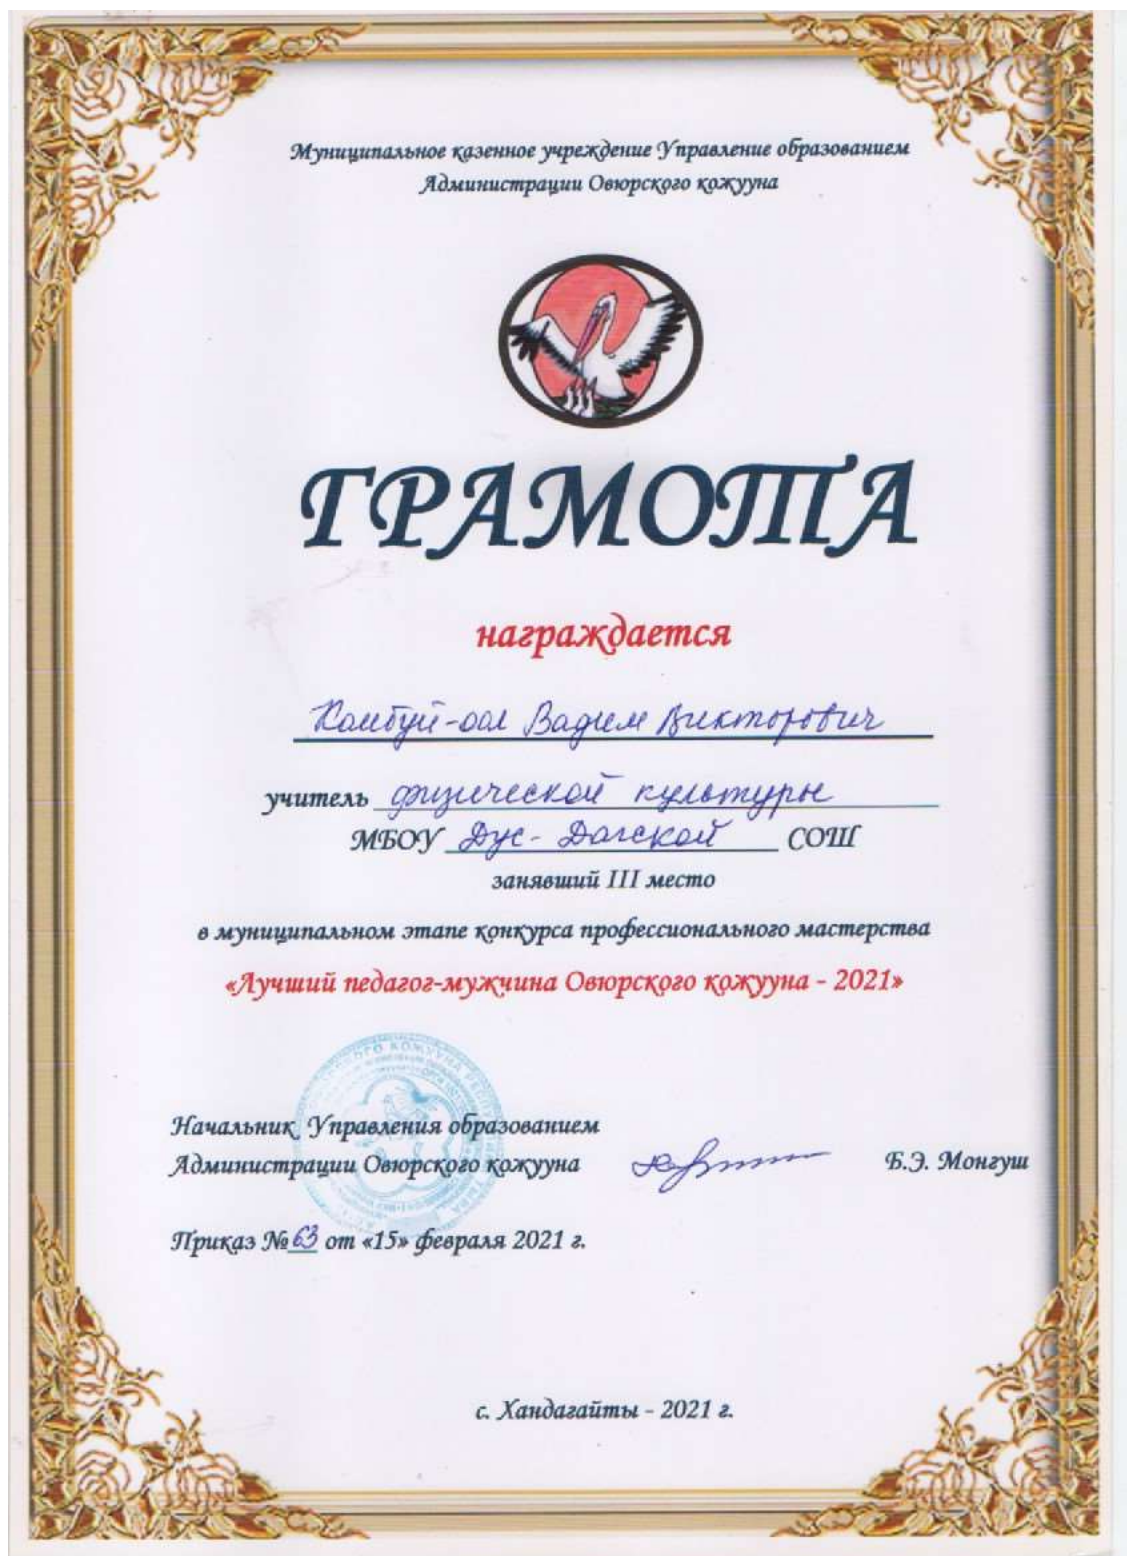 Муниципальное казенное учреждение Управление образованием
Администрации Овюрского кожууна
ГРАМОТА
награждается
Комбуй-оол Вадим Викторович
учитель физической культуры
МБОУ Дус-Дагской СОШ
занявший III место
в муниципальном этапе конкурса профессионального мастерства
«Лучший педагог-мужчина Овюрского кожууна - 2021»
Начальник Управления образованием
Администрации Овюрского кожууна Б.Э. Монгуш
Приказ №63 от «15» февраля 2021 г.
с. Хандагайты - 2021 г.